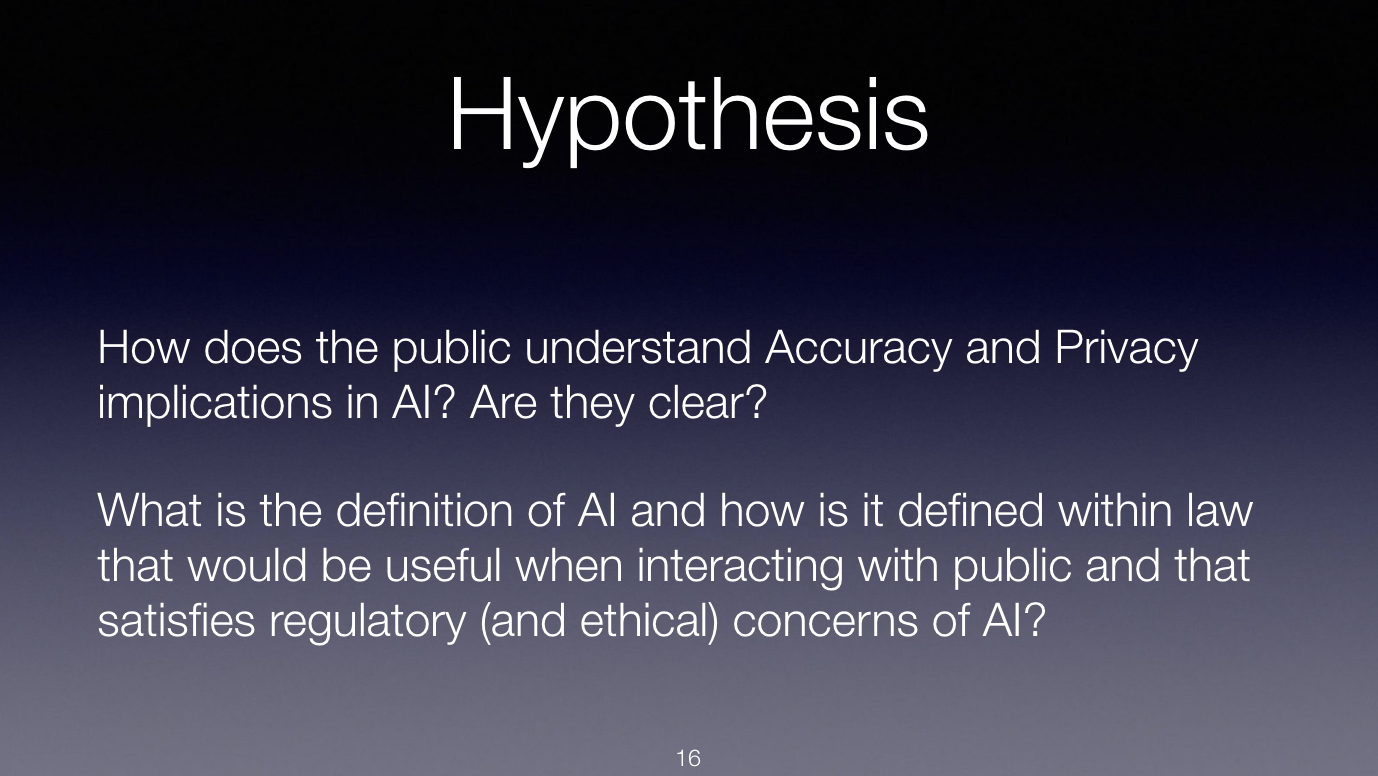 Hypothesis
How does the public understand Accuracy and Privacy
implications in AI? Are they clear?
What is the definition of AI and how is it defined within law
that would be useful when interacting with public and that
satisfies regulatory (and ethical) concerns of AI?
16